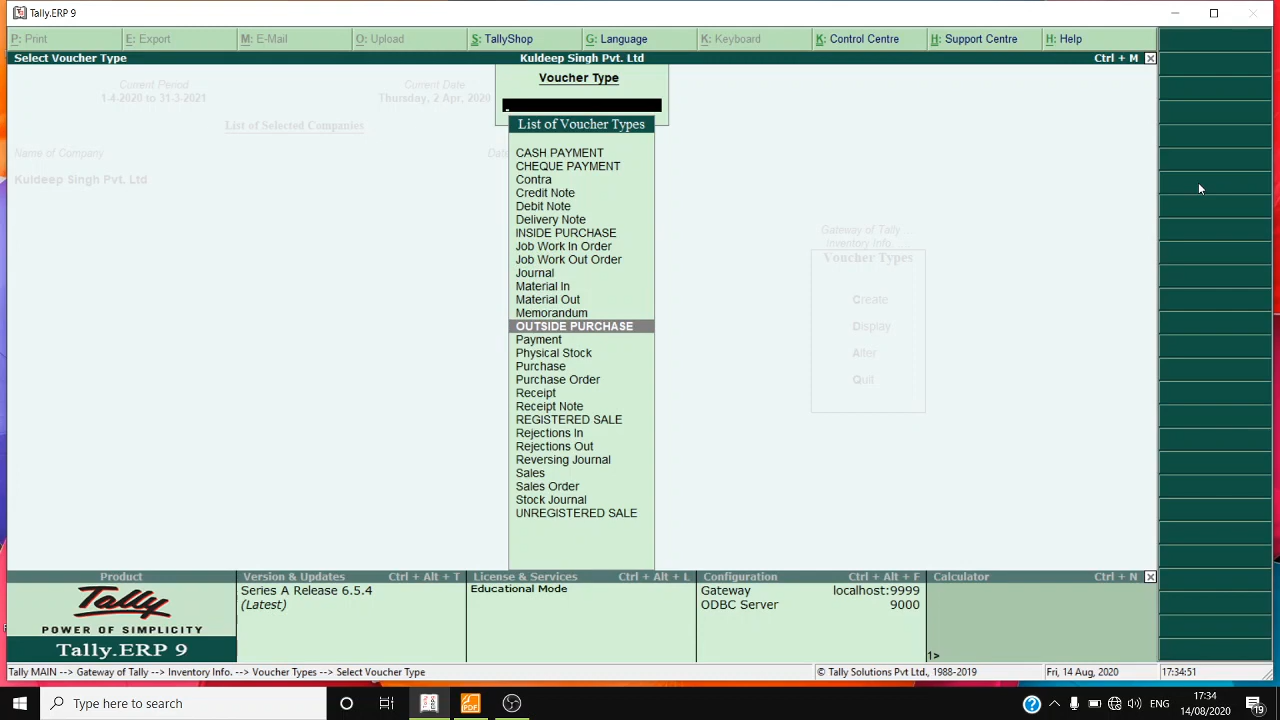 Tally.ERP 9
P: Print
E: Export
M: E-Mail
O: Upload
S: TallyShop
G: Language
K: Keyboard
K: Control Centre
H: Support Centre
H: Help
Select Voucher Type
Kuldeep Singh Pvt. Ltd
Ctrl + M
Current Period
1-4-2020 to 31-3-2021
Current Date
Thursday, 2 Apr, 2020
List of Selected Companies
Name of Company
Kuldeep Singh Pvt. Ltd
Voucher Type
List of Voucher Types
CASH PAYMENT
CHEQUE PAYMENT
Contra
Credit Note
Debit Note
Delivery Note
INSIDE PURCHASE
Job Work In Order
Job Work Out Order
Journal
Material In
Material Out
Memorandum
OUTSIDE PURCHASE
Payment
Physical Stock
Purchase
Purchase Order
Receipt
Receipt Note
REGISTERED SALE
Rejections In
Rejections Out
Reversing Journal
Sales
Sales Order
Stock Journal
UNREGISTERED SALE
Gateway of Tally ...
Inventory Info. ...
Voucher Types
Create
Display
Alter
Quit
Product
Tally
POWER OF SIMPLICITY
Tally.ERP 9
Version & Updates Ctrl + Alt + T
Series A Release 6.5.4
(Latest)
License & Services Ctrl + Alt + L
Educational Mode
Configuration Ctrl + Alt + F
Gateway localhost:9999
ODBC Server 9000
Calculator Ctrl + N
1>
Tally MAIN --> Gateway of Tally --> Inventory Info. --> Voucher Types --> Select Voucher Type
© Tally Solutions Pvt Ltd., 1988-2019
Fri, 14 Aug, 2020
17:34:51
Type here to search
17:34
14/08/2020
19